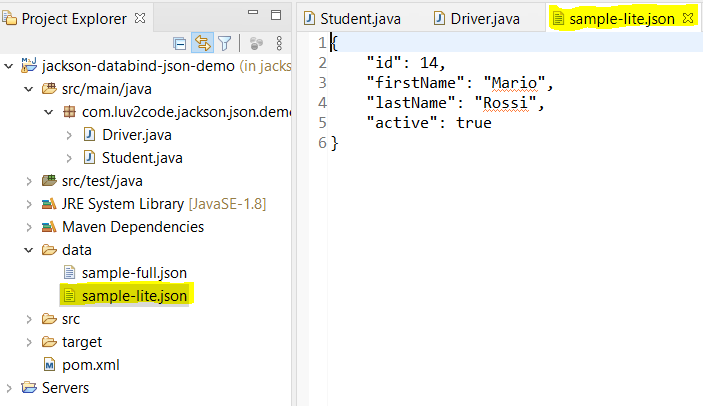 Project Explorer
jackson-databind-json-demo (in jacks
src/main/java
com.luv2code.jackson.json.demo
Driver.java
Student.java
src/test/java
JRE System Library [JavaSE-1.8]
Maven Dependencies
data
sample-full.json
sample-lite.json
src
target
pom.xml
Servers
Student.java Driver.java sample-lite.json
1 {
2 "id": 14,
3 "firstName": "Mario",
4 "lastName": "Rossi",
5 "active": true
6 }